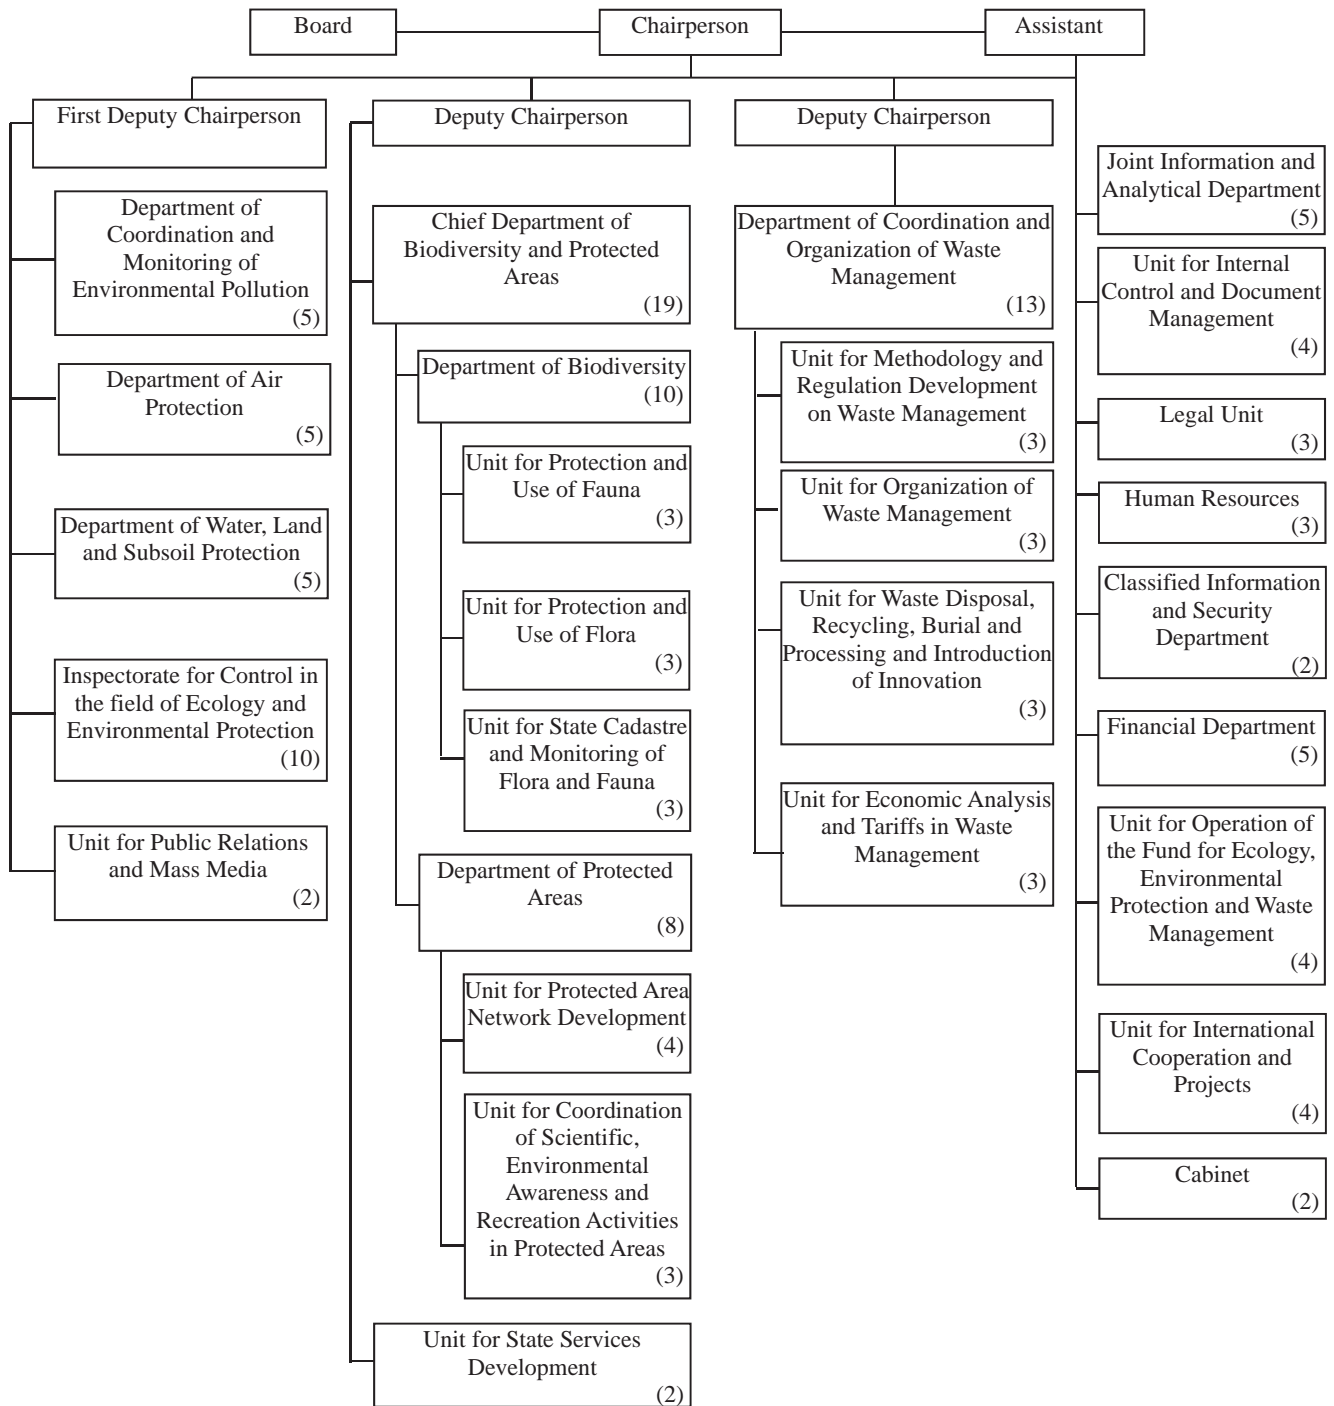 Board
Chairperson
Assistant
First Deputy Chairperson
Department of
Coordination and
Monitoring of
Environmental Pollution
(5)
Department of Air
Protection
(5)
Department of Water, Land
and Subsoil Protection
(5)
Inspectorate for Control in
the field of Ecology and
Environmental Protection
(10)
Unit for Public Relations
and Mass Media
(2)
Deputy Chairperson
Chief Department of
Biodiversity and Protected
Areas
(19)
Department of Biodiversity
(10)
Unit for Protection and
Use of Fauna
(3)
Unit for Protection and
Use of Flora
(3)
Unit for State Cadastre
and Monitoring of
Flora and Fauna
(3)
Department of Protected
Areas
(8)
Unit for Protected Area
Network Development
(4)
Unit for Coordination
of Scientific,
Environmental
Awareness and
Recreation Activities
in Protected Areas
(3)
Unit for State Services
Development
(2)
Deputy Chairperson
Department of Coordination and
Organization of Waste
Management
(13)
Unit for Methodology and
Regulation Development
on Waste Management
(3)
Unit for Organization of
Waste Management
(3)
Unit for Waste Disposal,
Recycling, Burial and
Processing and Introduction
of Innovation
(3)
Unit for Economic Analysis
and Tariffs in Waste
Management
(3)
Joint Information and
Analytical Department
(5)
Unit for Internal
Control and Document
Management
(4)
Legal Unit
(3)
Human Resources
(3)
Classified Information
and Security
Department
(2)
Financial Department
(5)
Unit for Operation of
the Fund for Ecology,
Environmental
Protection and Waste
Management
(4)
Unit for International
Cooperation and
Projects
(4)
Cabinet
(2)